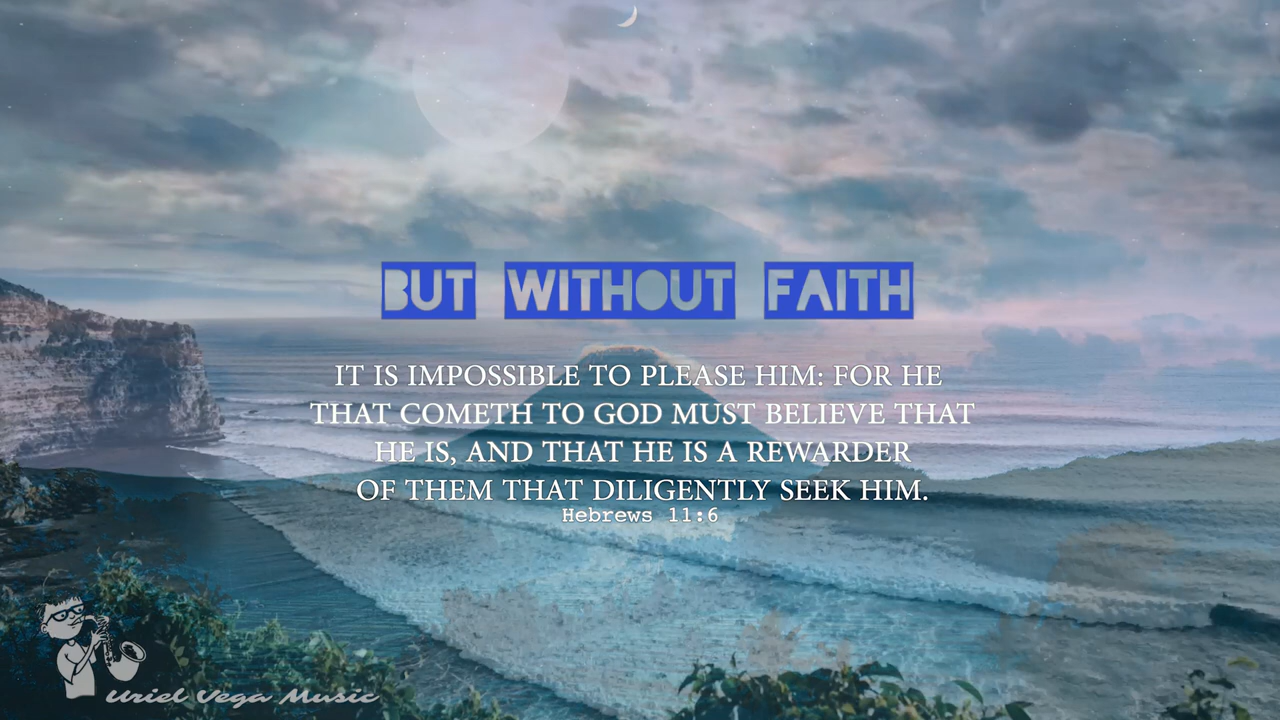 BUT WITHOUT FAITH
IT IS IMPOSSIBLE TO PLEASE HIM: FOR HE
THAT COMETH TO GOD MUST BELIEVE THAT
HE IS, AND THAT HE IS A REWARDER
OF THEM THAT DILIGENTLY SEEK HIM.
Hebrews 11:6
Uriel Vega Music